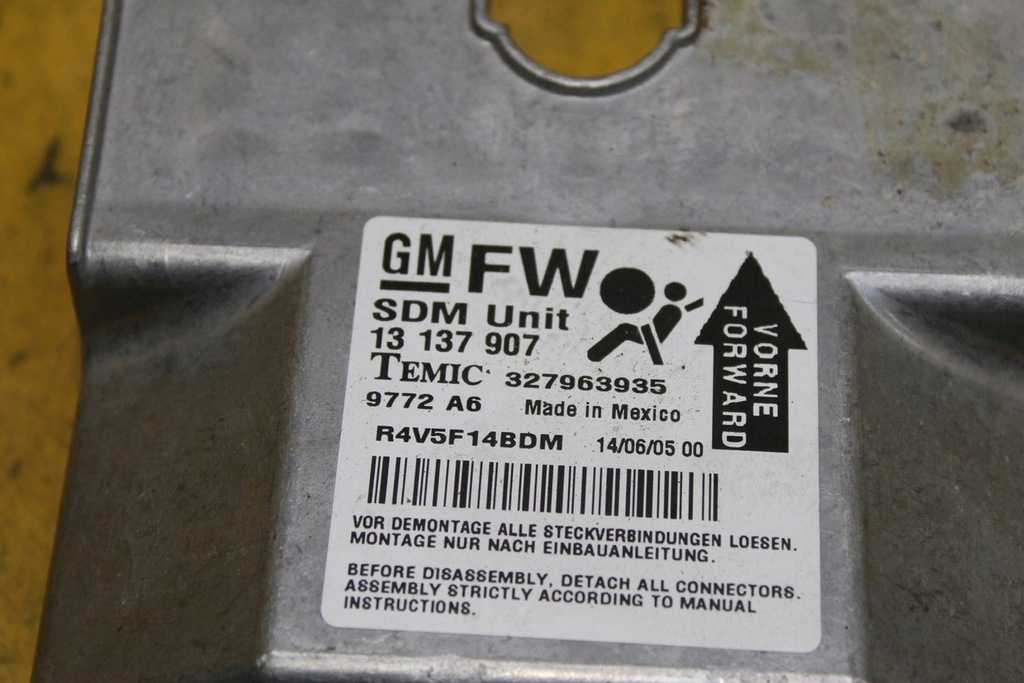 GM FW
SDM Unit
13 137 907
TEMIC 327963935
9772 A6 Made in Mexico
R4V5F14BDM 14/06/05 00
VORNE
FORWARD
VOR DEMONTAGE ALLE STECKVERBINDUNGEN LOESEN.
MONTAGE NUR NACH EINBAUANLEITUNG.
BEFORE DISASSEMBLY, DETACH ALL CONNECTORS.
ASSEMBLY STRICTLY ACCORDING TO MANUAL
INSTRUCTIONS.